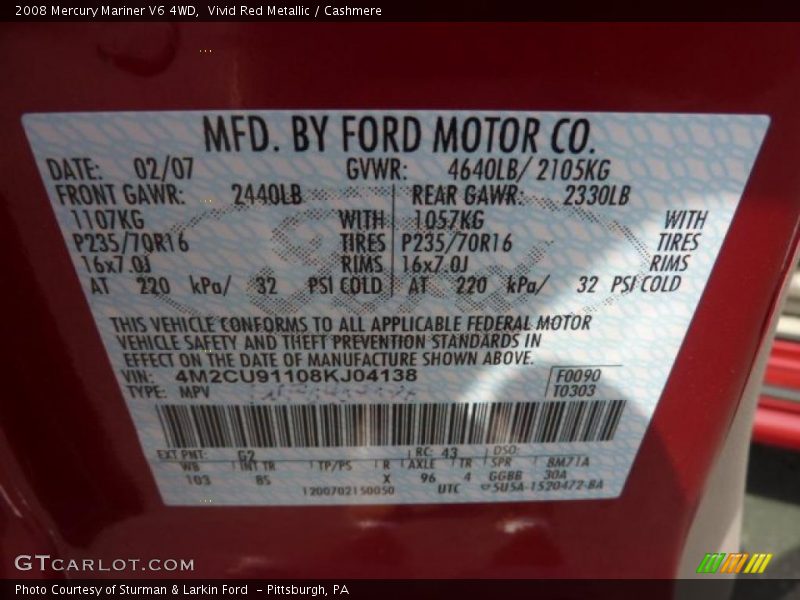 2008 Mercury Mariner V6 4WD, Vivid Red Metallic / Cashmere
MFD. BY FORD MOTOR CO.
DATE: 02/07 GVWR: 4640LB/ 2105KG
FRONT GAWR: 2440LB REAR GAWR: 2330LB
1107KG WITH 1057KG WITH
P235/70R16 TIRES P235/70R16 TIRES
16x7.0J RIMS 16x7.0J RIMS
AT 220 kPa/ 32 PSI COLD AT 220 kPa/ 32 PSI COLD
THIS VEHICLE CONFORMS TO ALL APPLICABLE FEDERAL MOTOR
VEHICLE SAFETY AND THEFT PREVENTION STANDARDS IN
EFFECT ON THE DATE OF MANUFACTURE SHOWN ABOVE.
VIN: 4M2CU91108KJ04138 F0090
TYPE: MPV T0303
EXT PNT: G2 RC: 43 DSO:
WB INT TR TP/PS R AXLE TR SPR 8M71A
103 85 X 96 4 GGBB 30A
1200702150050 UTC 5U5A-1520472-BA
GTCARLOT.COM
Photo Courtesy of Sturman & Larkin Ford - Pittsburgh, PA